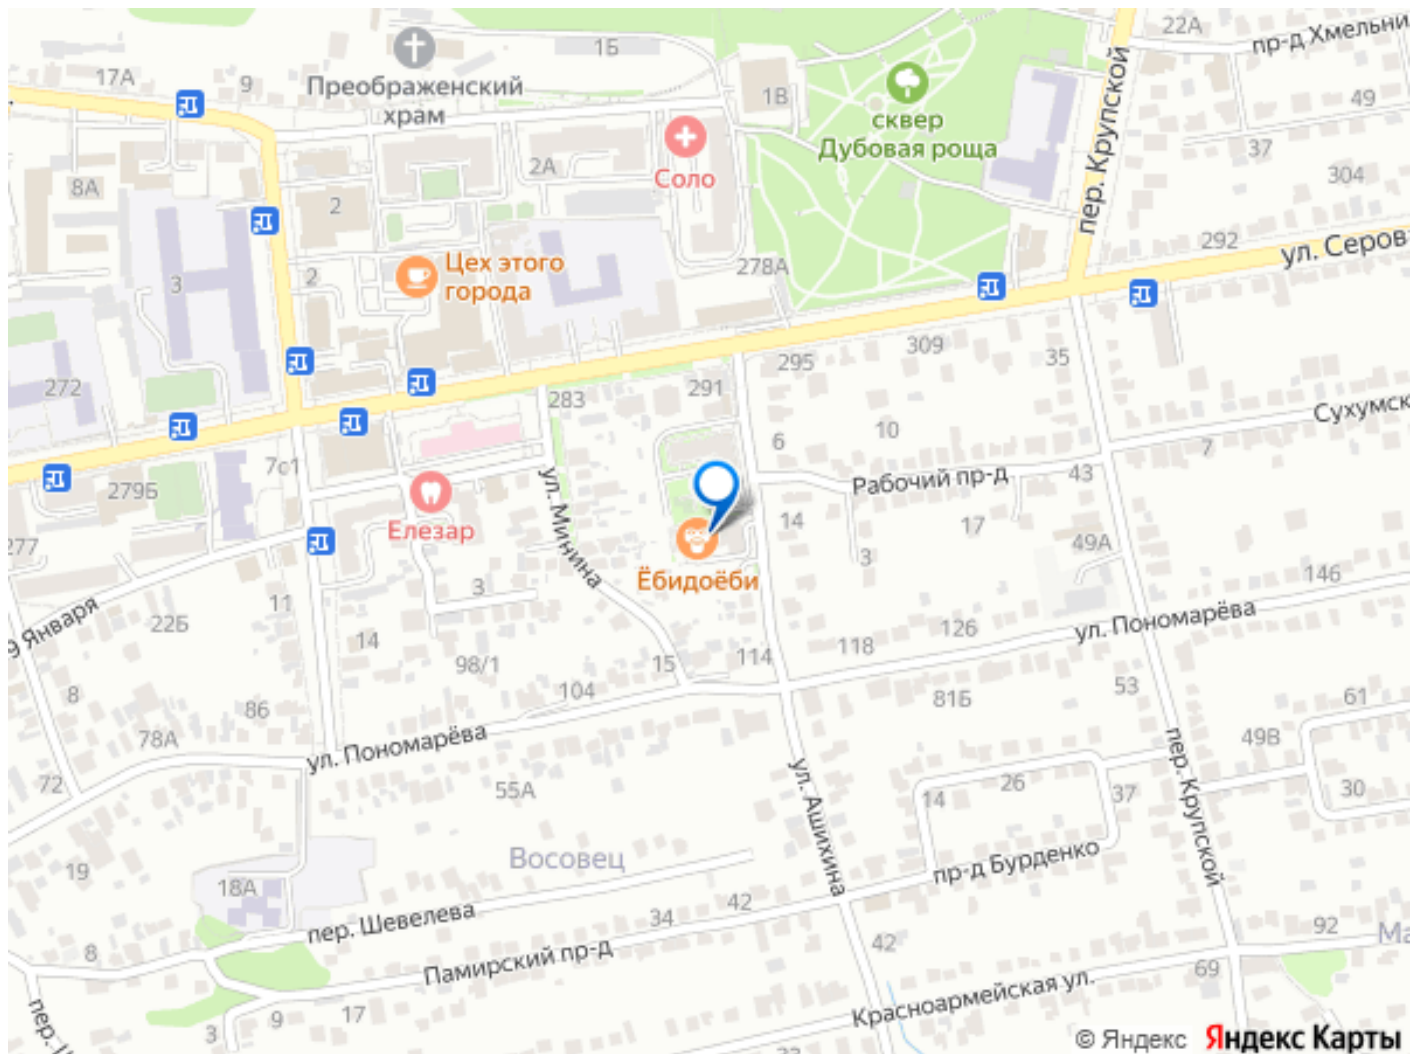 22А
пр-д Хмельни
1Б
17А
9
Преображенский
храм
1В
сквер
Дубовая роща
пер. Крупской
49
37
304
8А
2
2А
Соло
292
ул. Серов
278А
Цех этого
города
3
2
272
295
309
35
283
291
Сухумск
7
6
10
7с1
279Б
Рабочий пр-д
43
Елезар
ул. Минина
14
17
277
3
49А
Ёбидоёби
146
9 Января
22Б
11
3
14
ул. Пономарёва
126
118
114
15
98/1
8
104
86
81Б
53
61
78А
ул. Пономарёва
49В
72
55А
ул. Ашихина
пер. Крупской
14
26
37
30
19
Восовец
пр-д Бурденко
18А
пер. Шевелева
34
42
92
Ма
8
Памирский пр-д
42
69
Красноармейская ул.
пер.
3
9
17
33
© Яндекс Яндекс Карты